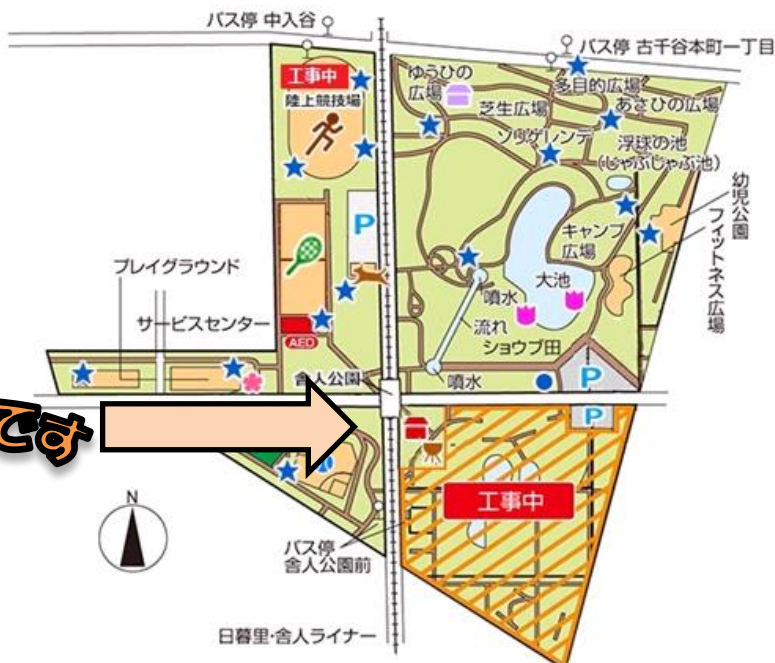 バス停 中入谷
バス停 古千谷本町一丁目
工事中
陸上競技場
ゆうひの
広場
多目的広場
芝生広場
あさひの広場
ソリゲレンデ
浮球の池
(じゃぶじゃぶ池)
幼児公園
フィットネス広場
P
キャンプ
広場
大池
プレイグラウンド
噴水
サービスセンター
流れ
AED
ショウブ田
舎人公園
噴水
P
P
です
工事中
N
バス停
舎人公園前
日暮里・舎人ライナー